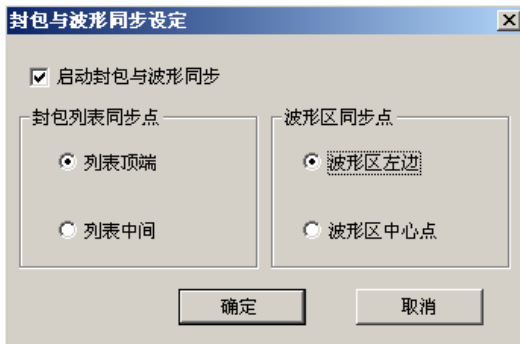 封包与波形同步设定
启动封包与波形同步
封包列表同步点
列表顶端
列表中间
波形区同步点
波形区左边
波形区中心点
确定
取消